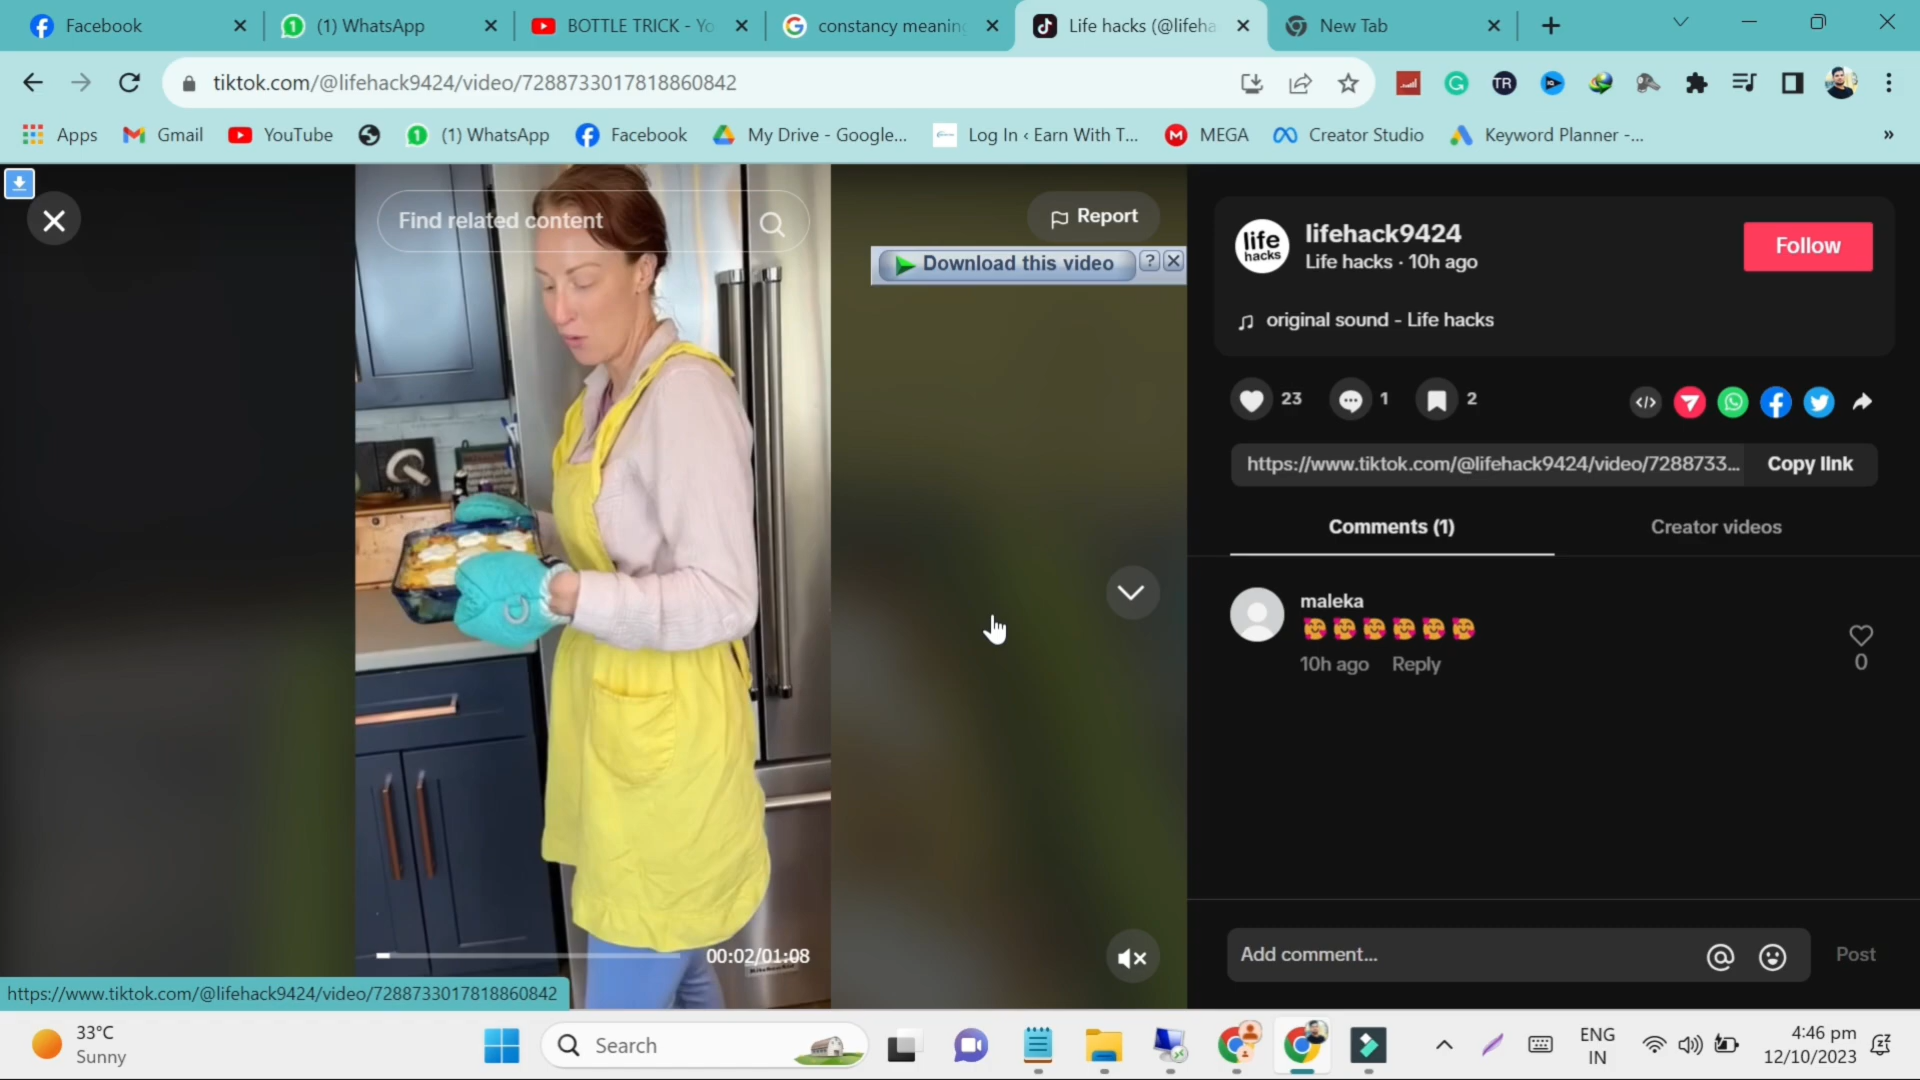 Facebook
(1) WhatsApp
BOTTLE TRICK - Yo
constancy meaning
Life hacks (@lifeha
New Tab
tiktok.com/@lifehack9424/video/7288733017818860842
Apps
Gmail
YouTube
(1) WhatsApp
Facebook
My Drive - Google...
Log In ‹ Earn With T...
MEGA
Creator Studio
Keyword Planner -...
»
Find related content
Report
Download this video
?
life hacks
lifehack9424
Life hacks · 10h ago
Follow
original sound - Life hacks
23
1
2
https://www.tiktok.com/@lifehack9424/video/728873...
Copy link
Comments (1)
Creator videos
maleka
🥰🥰🥰🥰🥰🥰
10h ago Reply
0
00:02/01:08
Add comment...
Post
https://www.tiktok.com/@lifehack9424/video/7288733017818860842
33°C
Sunny
Search
ENG
IN
4:46 pm
12/10/2023